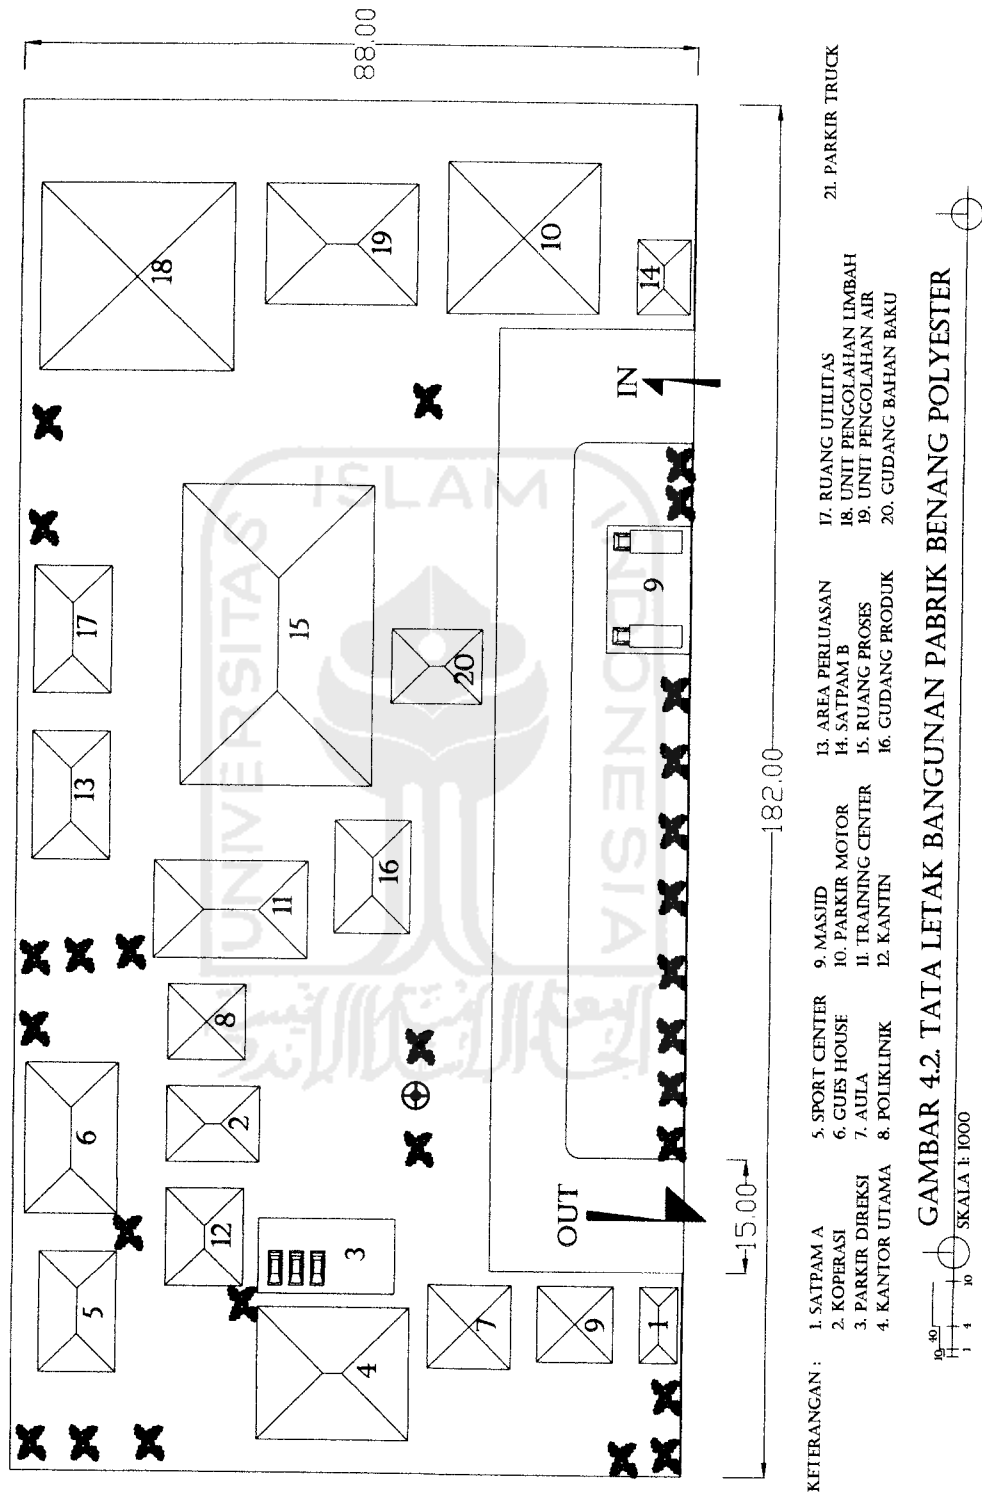 88.00
18
19
10
14
17
13
15
20
16
11
8
2
12
6
5
3
4
7
9
1
9
IN
OUT
15.00
182.00
UNIVERSITAS ISLAM INDONESIA
KETERANGAN :
1. SATPAM A
2. KOPERASI
3. PARKIR DIREKSI
4. KANTOR UTAMA
5. SPORT CENTER
6. GUES HOUSE
7. AULA
8. POLIKLINIK
9. MASJID
10. PARKIR MOTOR
11. TRAINING CENTER
12. KANTIN
13. AREA PERLUASAN
14. SATPAM B
15. RUANG PROSES
16. GUDANG PRODUK
17. RUANG UTILITAS
18. UNIT PENGOLAHAN LIMBAH
19. UNIT PENGOLAHAN AIR
20. GUDANG BAHAN BAKU
21. PARKIR TRUCK
GAMBAR 4.2. TATA LETAK BANGUNAN PABRIK BENANG POLYESTER
SKALA 1: 1000
1 4 10